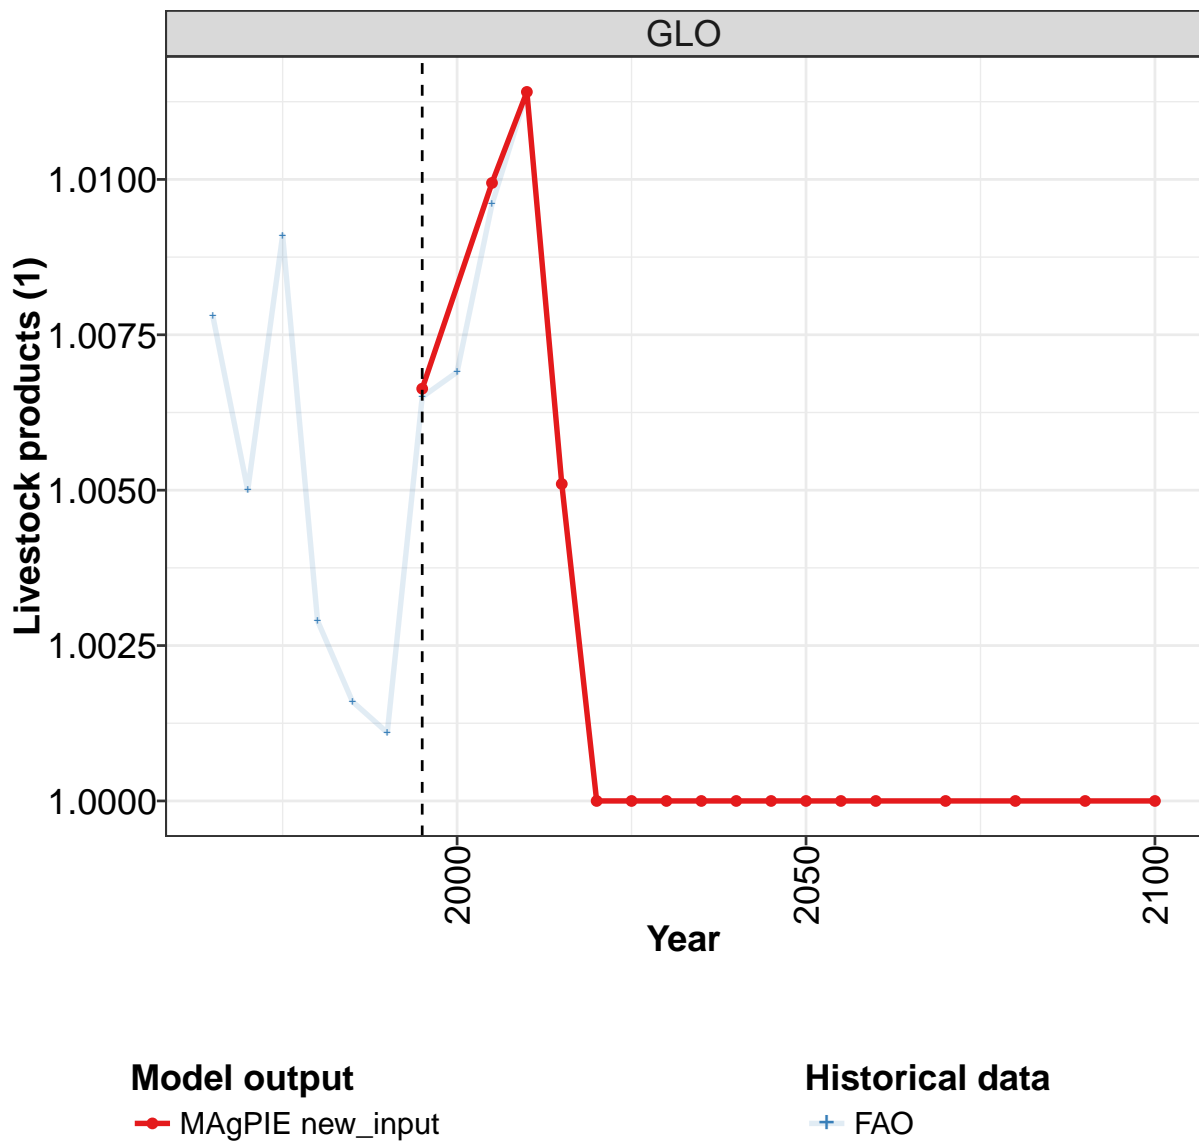 GLO
Livestock products (1)
1.0100
1.0075
1.0050
1.0025
1.0000
2000
2050
2100
Year
Model output
MAgPIE new_input
Historical data
FAO